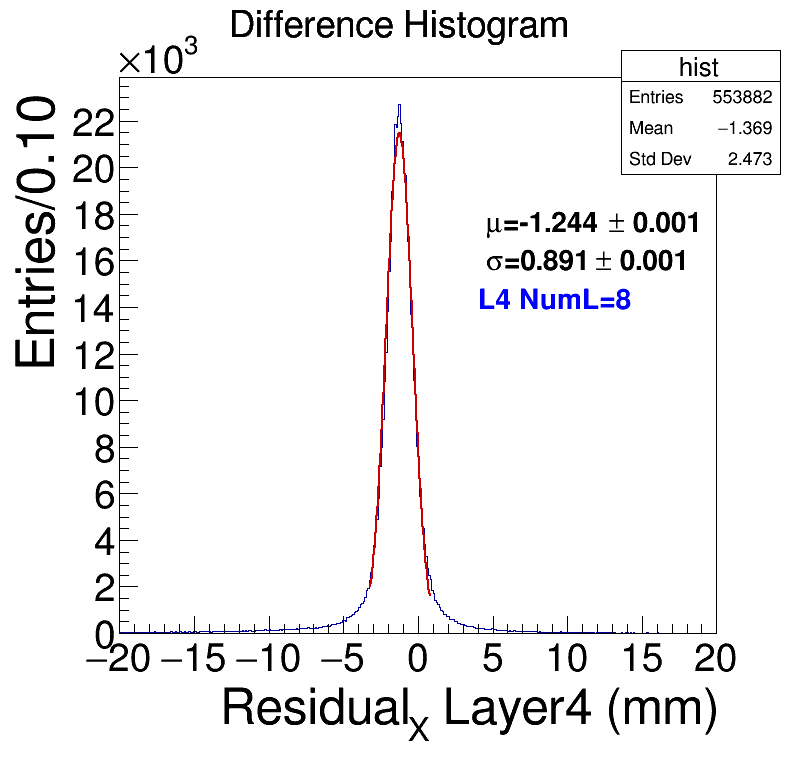 Difference Histogram
×10³
hist
Entries 553882
Mean −1.369
Std Dev 2.473
μ=-1.244 ± 0.001
σ=0.891 ± 0.001
L4 NumL=8
Entries/0.10
22
20
18
16
14
12
10
8
6
4
2
0
−20 −15 −10 −5 0 5 10 15 20
Residual_X Layer4 (mm)